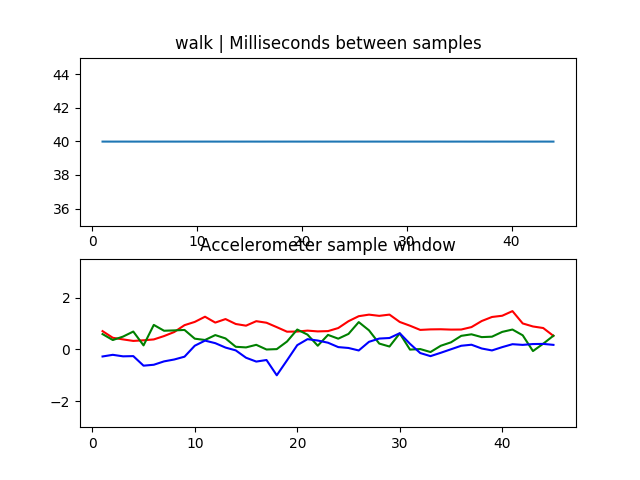 walk | Milliseconds between samples
44
42
40
38
36
0 10 20 30 40
Accelerometer sample window
2
0
−2
0 10 20 30 40